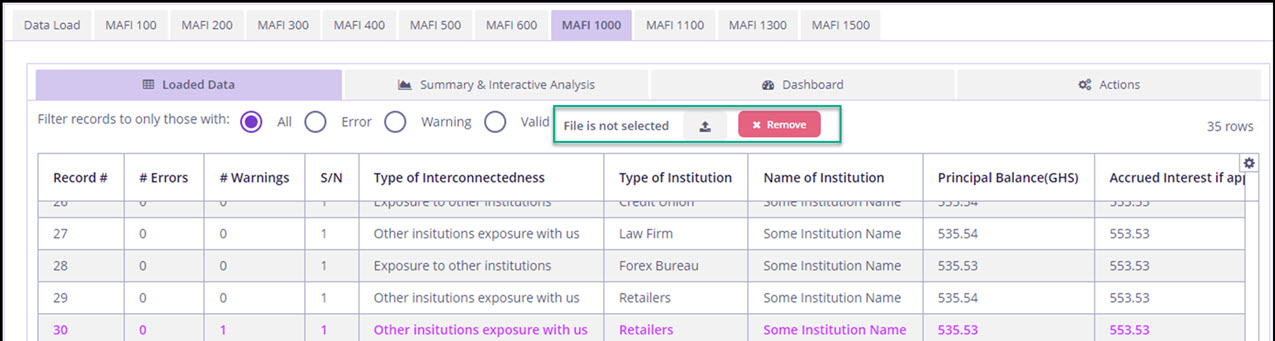 Data Load MAFI 100 MAFI 200 MAFI 300 MAFI 400 MAFI 500 MAFI 600 MAFI 1000 MAFI 1100 MAFI 1300 MAFI 1500
Loaded Data Summary & Interactive Analysis Dashboard Actions
Filter records to only those with: All Error Warning Valid File is not selected Remove 35 rows
Record # # Errors # Warnings S/N Type of Interconnectedness Type of Institution Name of Institution Principal Balance(GHS) Accrued Interest if app
26 0 0 1 Exposure to other institutions Credit Union Some Institution Name 535.54 553.53
27 0 0 1 Other insitutions exposure with us Law Firm Some Institution Name 535.54 553.53
28 0 0 1 Exposure to other institutions Forex Bureau Some Institution Name 535.53 553.53
29 0 0 1 Other insitutions exposure with us Retailers Some Institution Name 535.54 553.53
30 0 1 1 Other insitutions exposure with us Retailers Some Institution Name 535.53 553.53